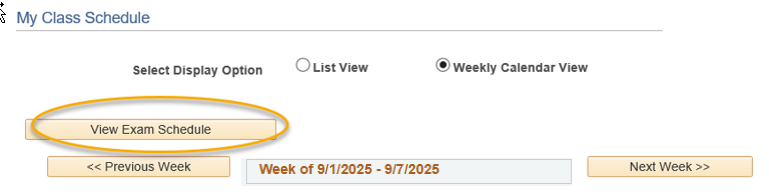 My Class Schedule
Select Display Option List View Weekly Calendar View
View Exam Schedule
<< Previous Week Week of 9/1/2025 - 9/7/2025 Next Week >>